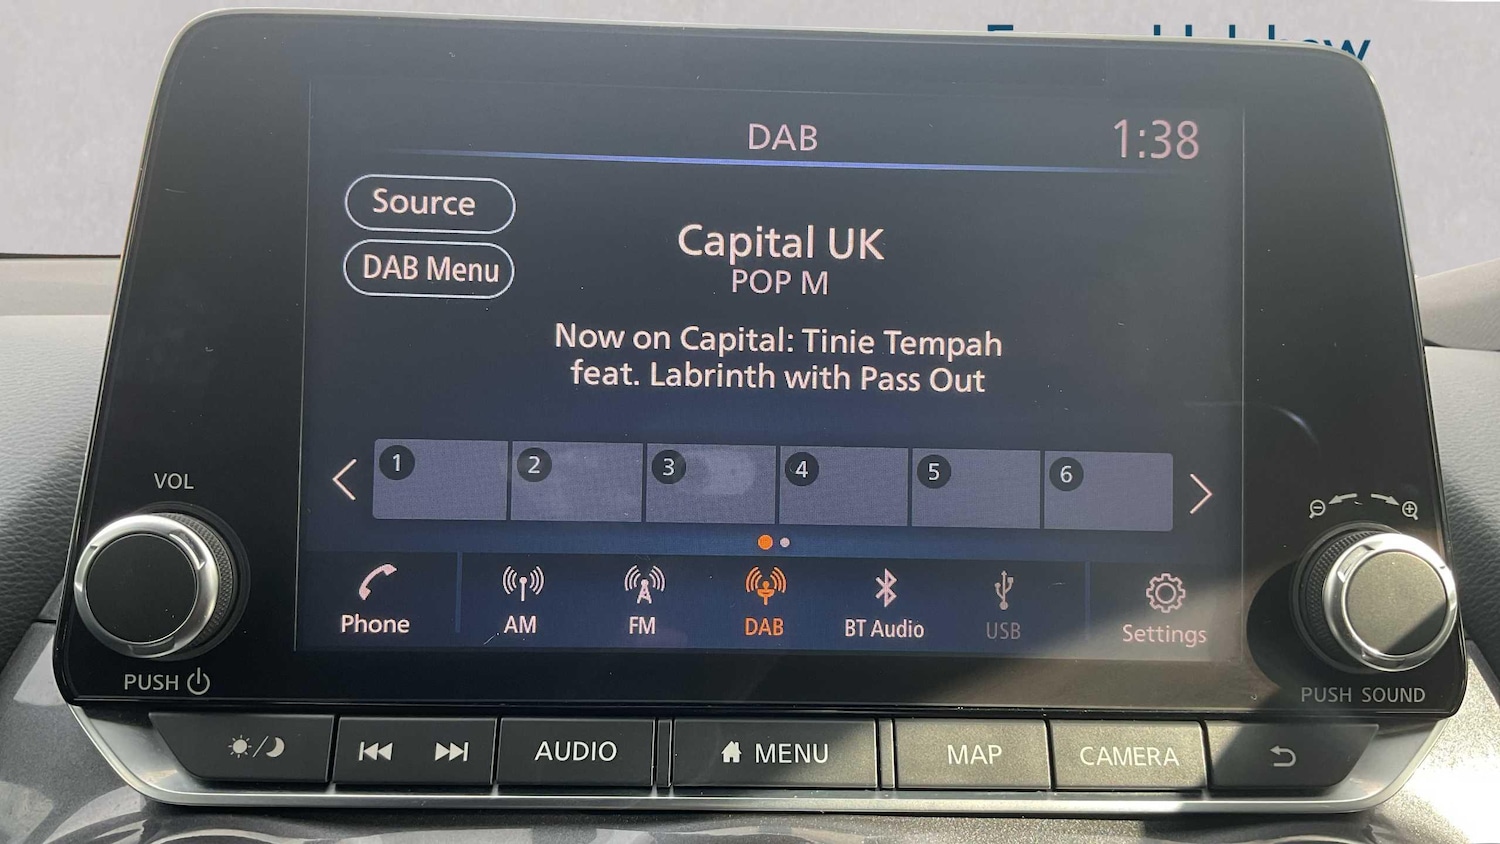 DAB
1:38
Source
DAB Menu
Capital UK
POP M
Now on Capital: Tinie Tempah
feat. Labrinth with Pass Out
1 2 3 4 5 6
Phone
AM
FM
DAB
BT Audio
USB
Settings
VOL
PUSH
PUSH SOUND
AUDIO
MENU
MAP
CAMERA